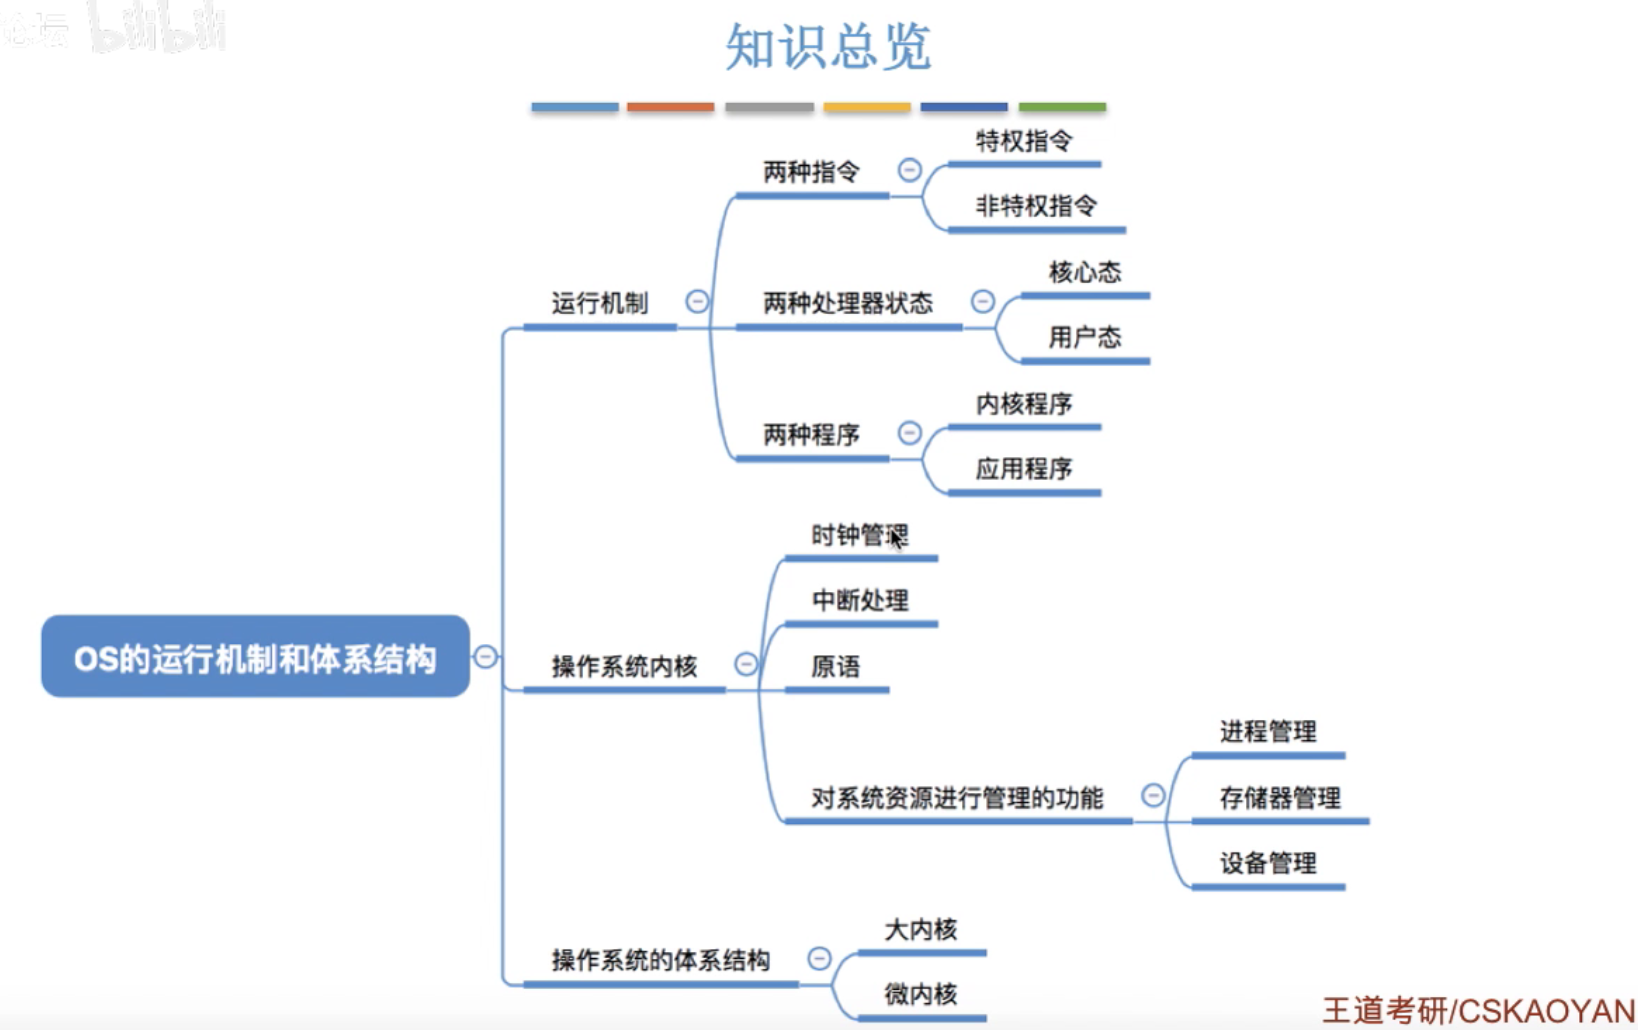 论坛 bilibili
知识总览
特权指令
两种指令
非特权指令
核心态
运行机制
两种处理器状态
用户态
内核程序
两种程序
应用程序
时钟管理
中断处理
OS的运行机制和体系结构
操作系统内核
原语
进程管理
对系统资源进行管理的功能
存储器管理
设备管理
大内核
操作系统的体系结构
微内核
王道考研/CSKAOYAN